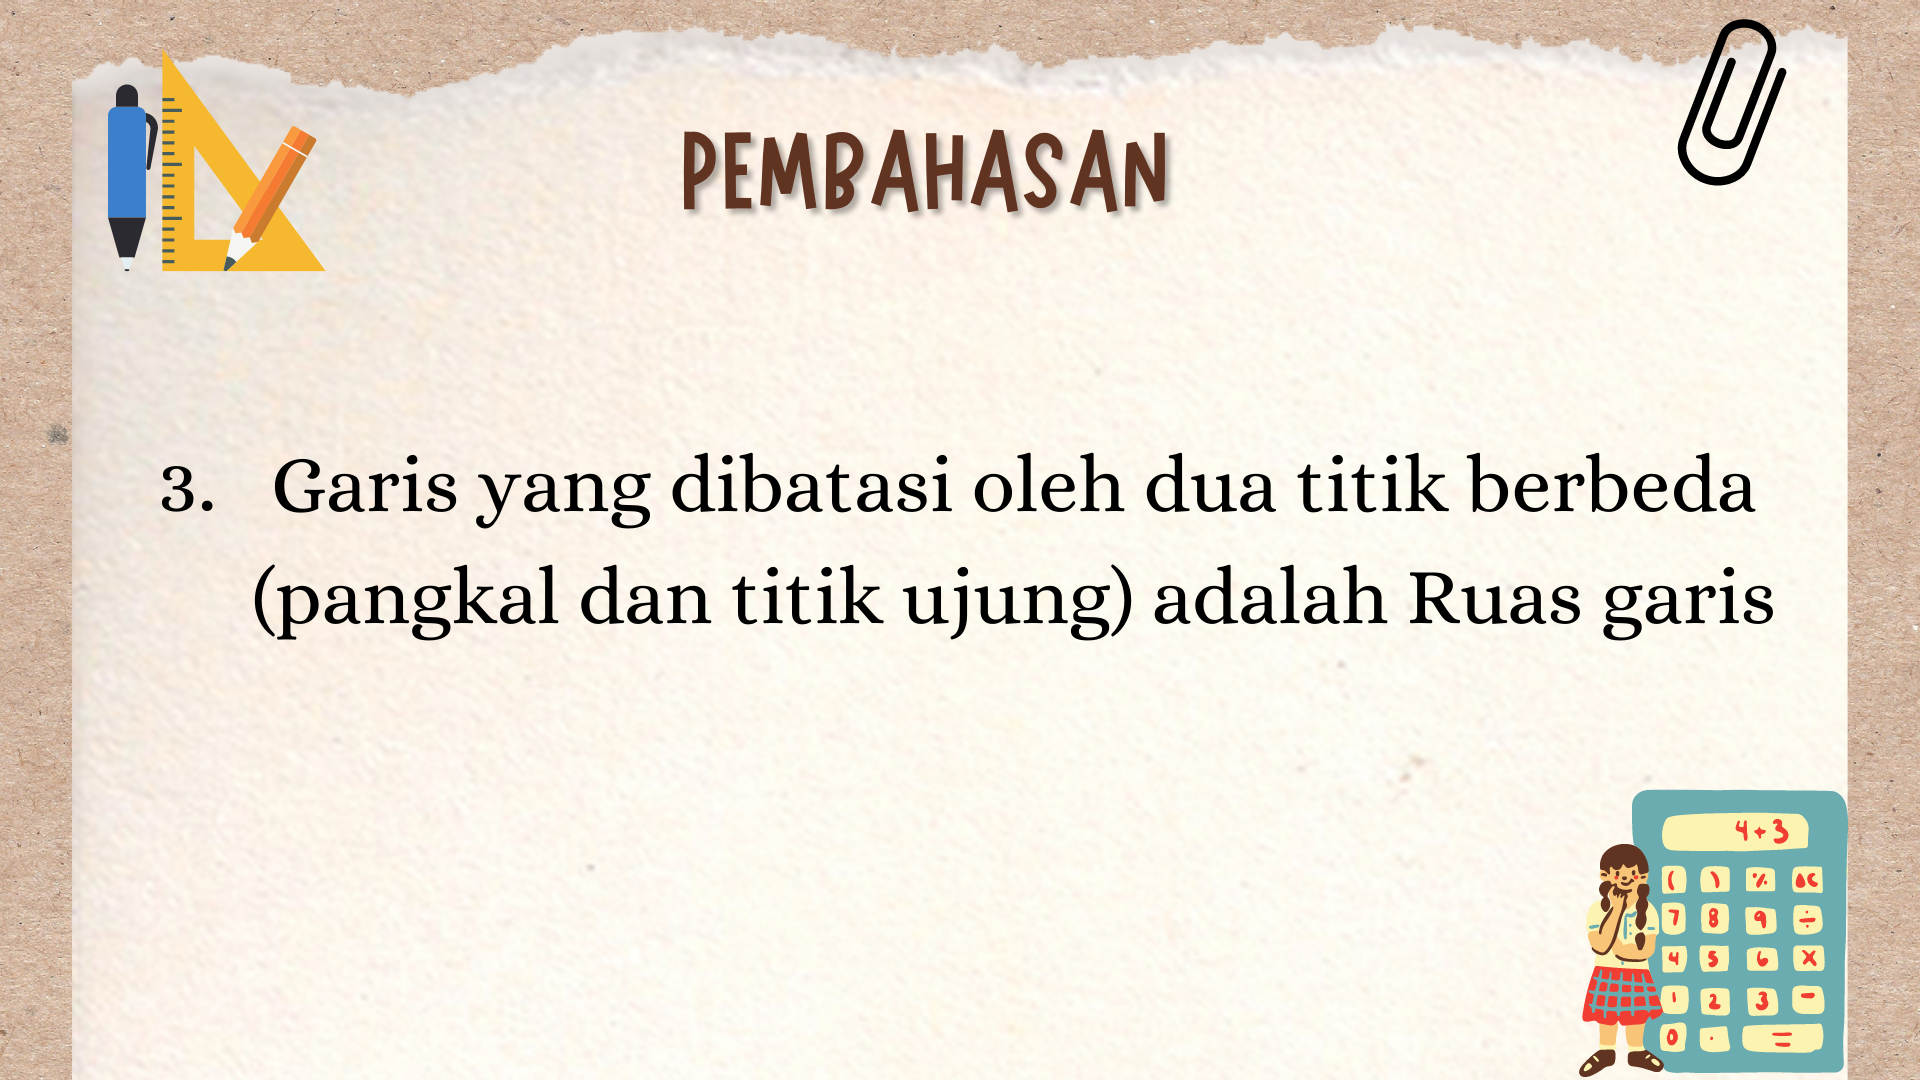 PEMBAHASAN
3. Garis yang dibatasi oleh dua titik berbeda
(pangkal dan titik ujung) adalah Ruas garis
4+3
( ) % AC
7 8 9 ÷
4 5 6 X
1 2 3 -
0 . =